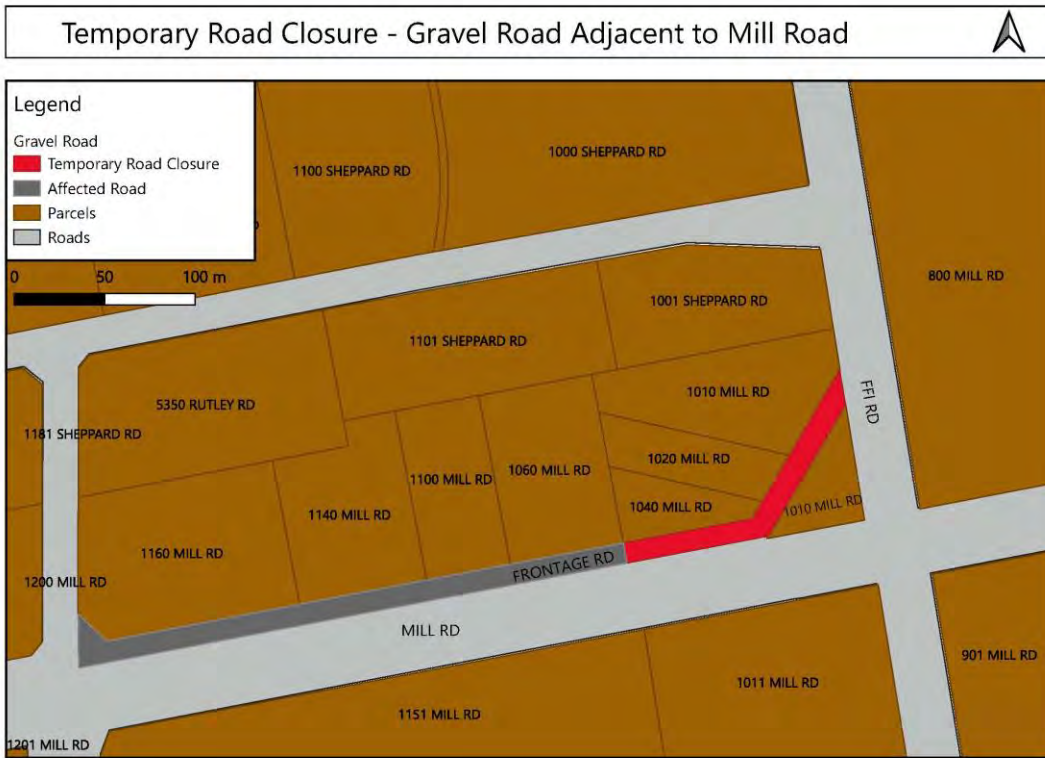 Temporary Road Closure - Gravel Road Adjacent to Mill Road
Legend
Gravel Road
Temporary Road Closure
Affected Road
Parcels
Roads
0 50 100 m
1100 SHEPPARD RD
1000 SHEPPARD RD
800 MILL RD
1001 SHEPPARD RD
1101 SHEPPARD RD
5350 RUTLEY RD
1010 MILL RD
FFI RD
1181 SHEPPARD RD
1020 MILL RD
1060 MILL RD
1100 MILL RD
1040 MILL RD
1010 MILL RD
1140 MILL RD
1160 MILL RD
FRONTAGE RD
1200 MILL RD
MILL RD
901 MILL RD
1011 MILL RD
1151 MILL RD
1201 MILL RD